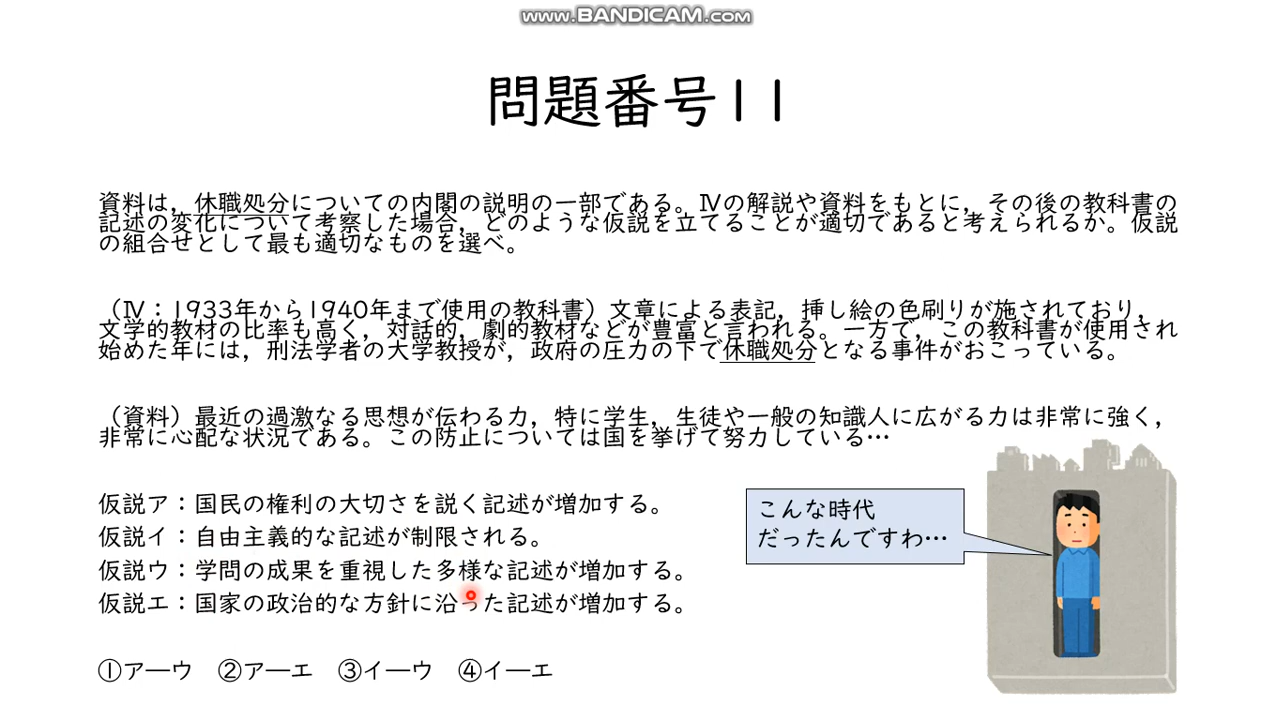 www.BANDICAM.com
問題番号11
資料は，休職処分についての内閣の説明の一部である。Ⅳの解説や資料をもとに，その後の教科書の
記述の変化について考察した場合，どのような仮説を立てることが適切であると考えられるか。仮説
の組合せとして最も適切なものを選べ。
（Ⅳ：1933年から1940年まで使用の教科書）文章による表記，挿し絵の色刷りが施されており，
文学的教材の比率も高く，対話的，劇的教材などが豊富と言われる。一方で，この教科書が使用され
始めた年には，刑法学者の大学教授が，政府の圧力の下で休職処分となる事件がおこっている。
（資料）最近の過激なる思想が伝わる力，特に学生，生徒や一般の知識人に広がる力は非常に強く，
非常に心配な状況である。この防止については国を挙げて努力している…
仮説ア：国民の権利の大切さを説く記述が増加する。
仮説イ：自由主義的な記述が制限される。
仮説ウ：学問の成果を重視した多様な記述が増加する。
仮説エ：国家の政治的な方針に沿った記述が増加する。
①ア―ウ　②ア―エ　③イ―ウ　④イ―エ
こんな時代
だったんですわ…